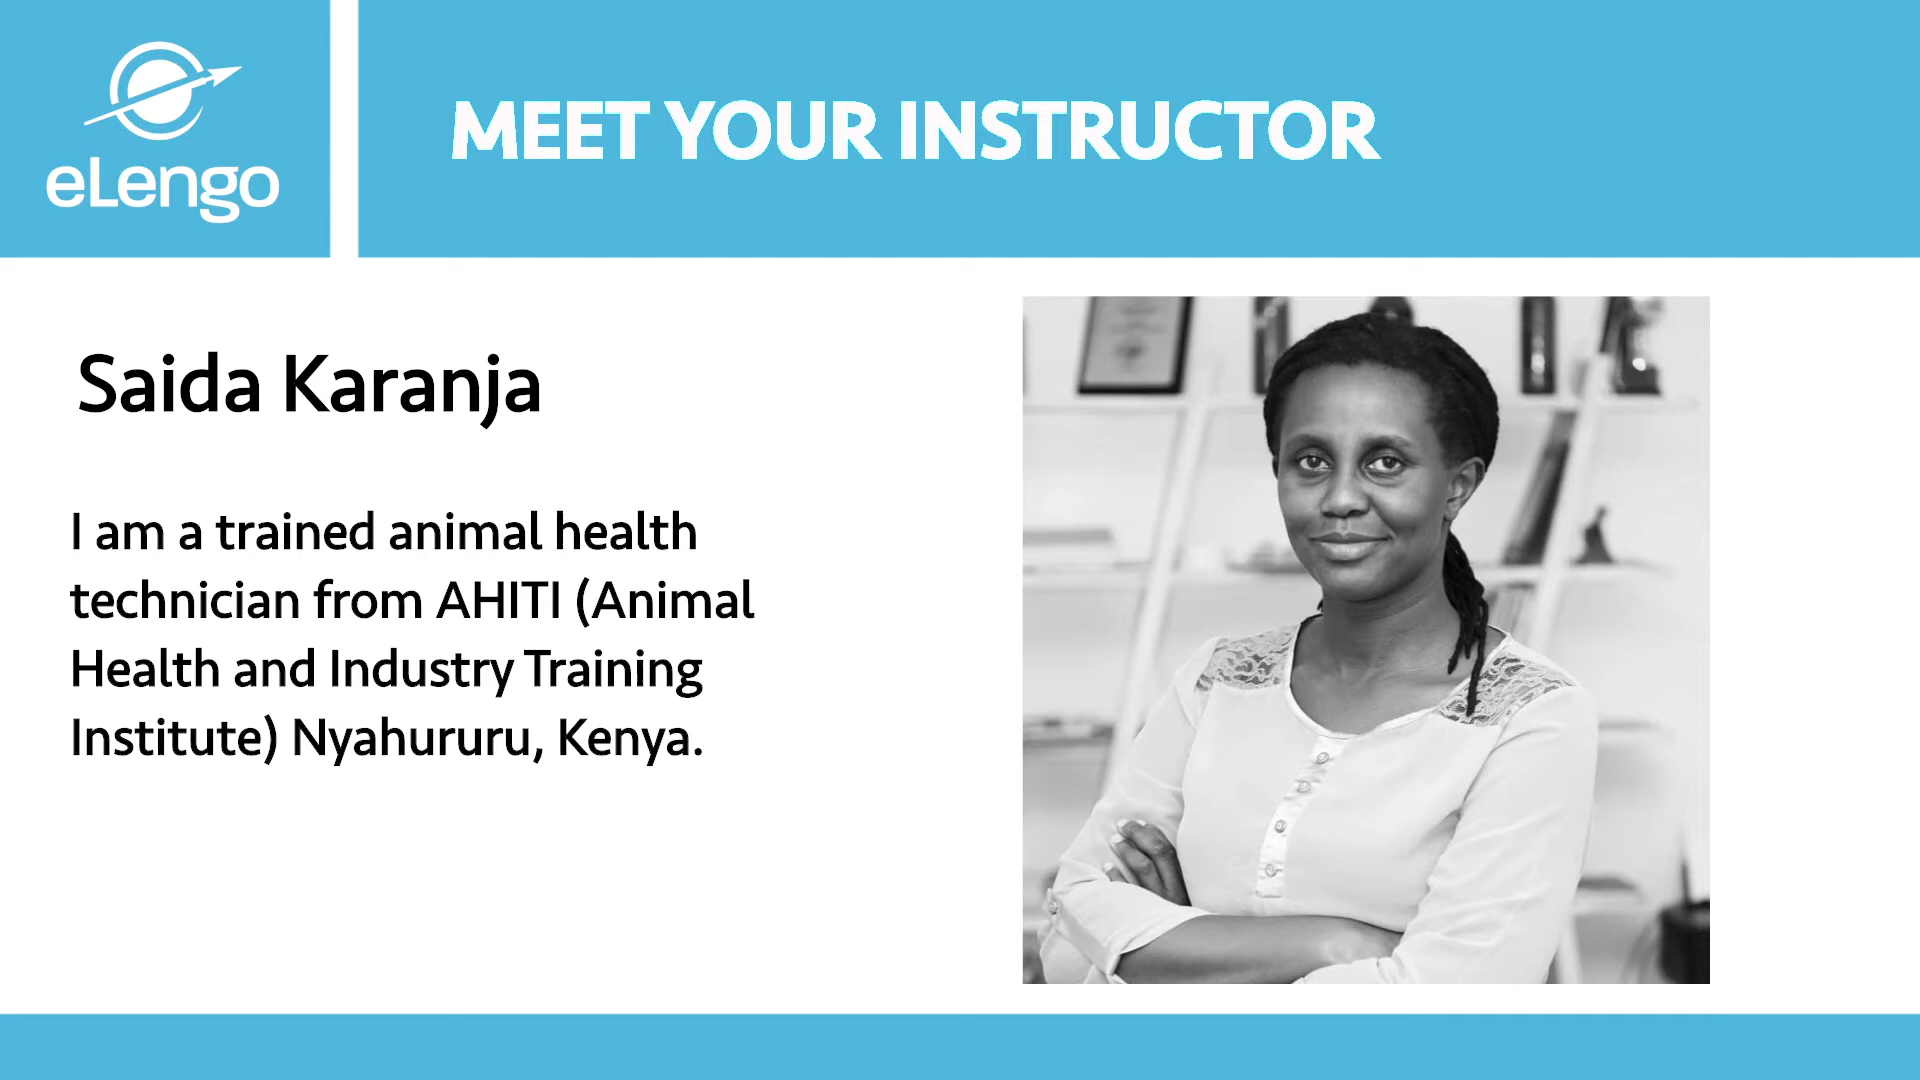 eLengo
MEET YOUR INSTRUCTOR
Saida Karanja
I am a trained animal health
technician from AHITI (Animal
Health and Industry Training
Institute) Nyahururu, Kenya.